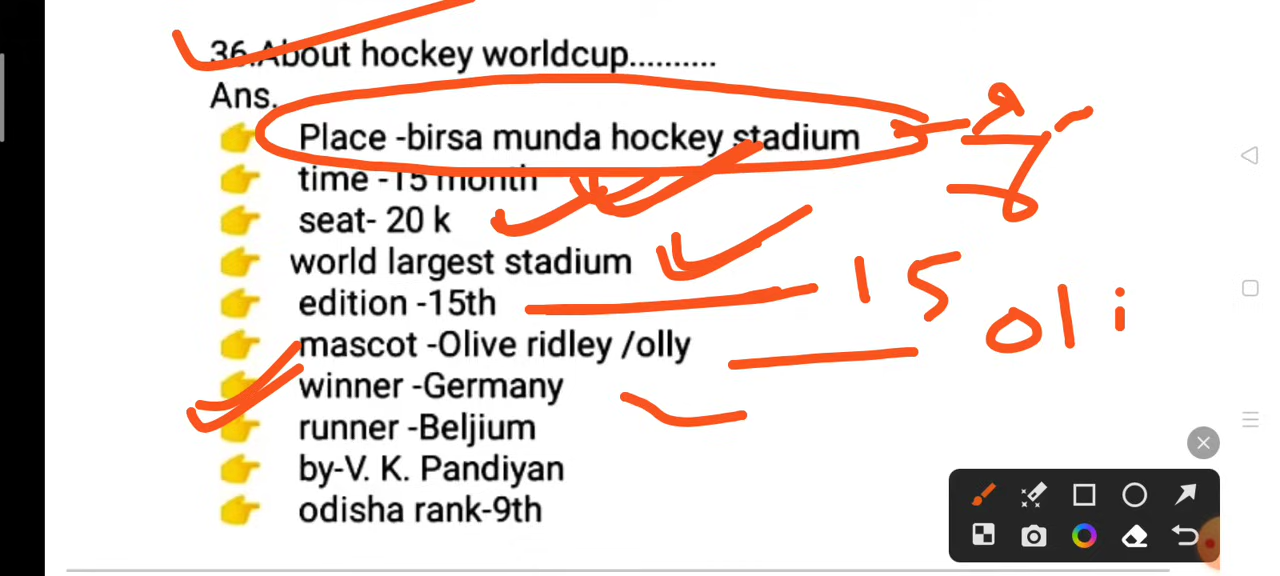 36.About hockey worldcup..........
Ans.
👉 Place -birsa munda hockey stadium
👉 time -15 month
👉 seat- 20 k
👉 world largest stadium
👉 edition -15th
15
👉 mascot -Olive ridley /olly
oli
👉 winner -Germany
👉 runner -Beljium
👉 by-V. K. Pandiyan
👉 odisha rank-9th